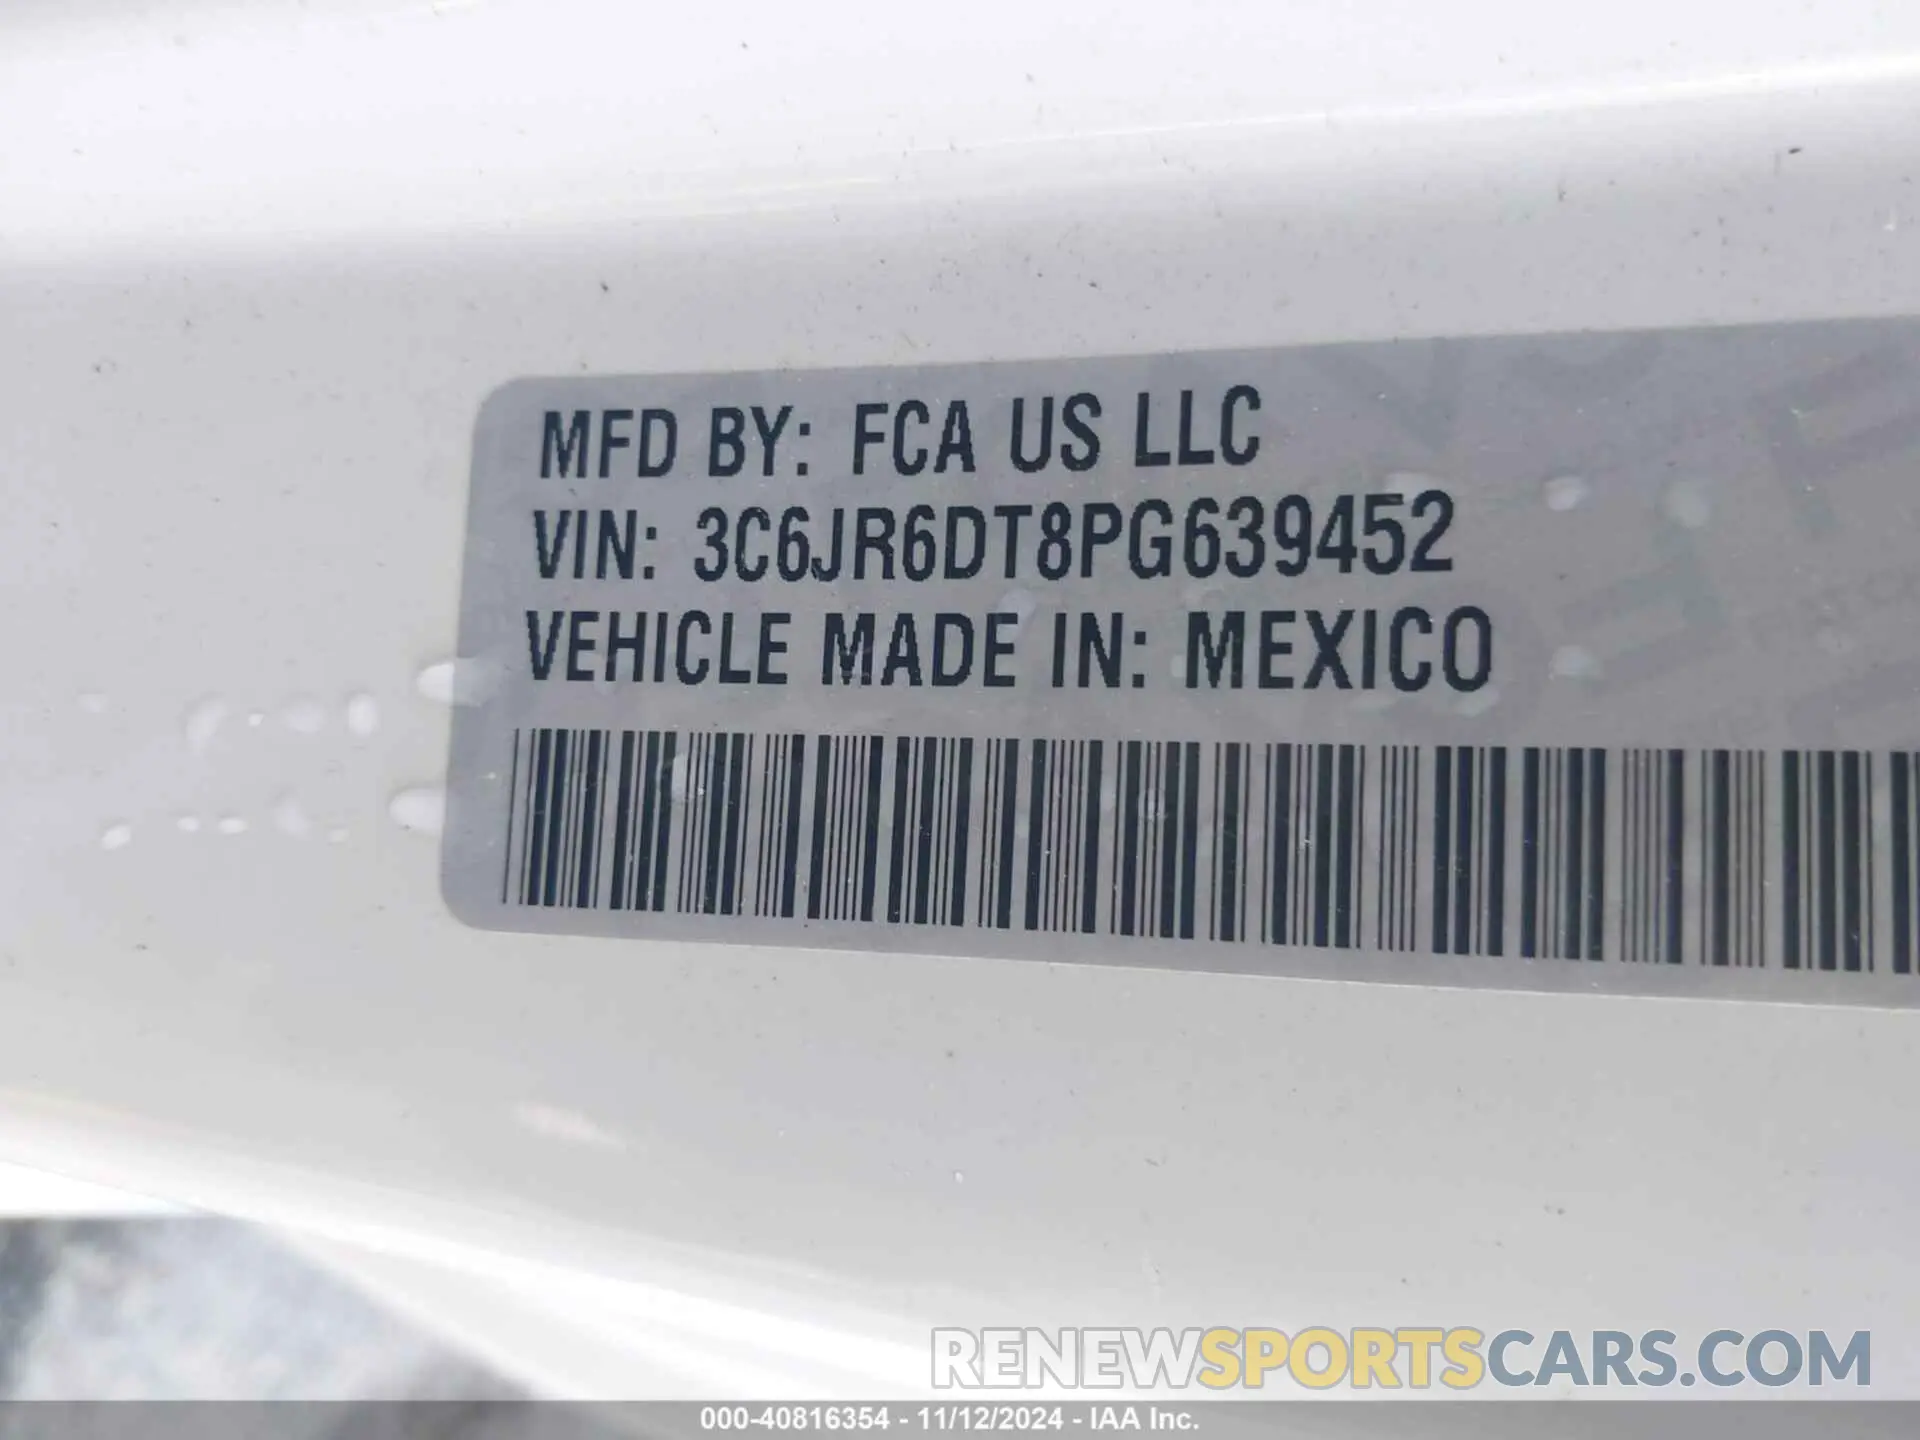 MFD BY: FCA US LLC
VIN: 3C6JR6DT8PG639452
VEHICLE MADE IN: MEXICO
RENEWSPORTSCARS.COM
000-40816354 - 11/12/2024 - IAA Inc.